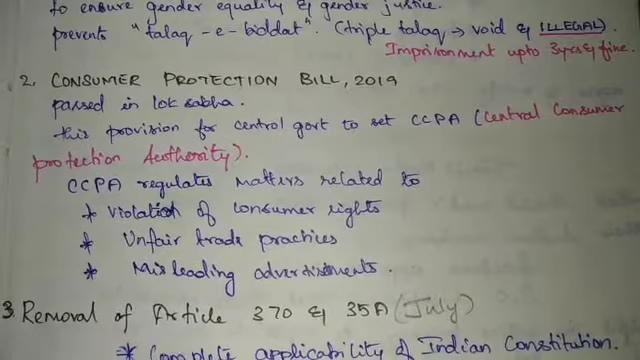 to ensure gender equality & gender justice.
prevents "talaq-e-biddat". (triple talaq → void & ILLEGAL).
Imprisonment upto 3yrs & fine.
2. CONSUMER PROTECTION BILL, 2019
passed in lok sabha.
this provision for central govt to set CCPA (Central Consumer
protection Authority).
CCPA regulates matters related to
* violation of consumer rights
* Unfair trade practices
* Misleading advertisiments.
3 Removal of Article 370 & 35A (July)
* Complete applicability of Indian Constitution.